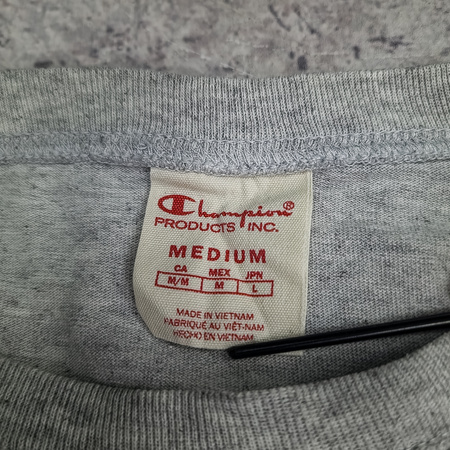 Champion®
PRODUCTS INC.
MEDIUM
CA MEX JPN
M/M M L
MADE IN VIETNAM
FABRIQUÉ AU VIÊT-NAM
HECHO EN VIETNAM